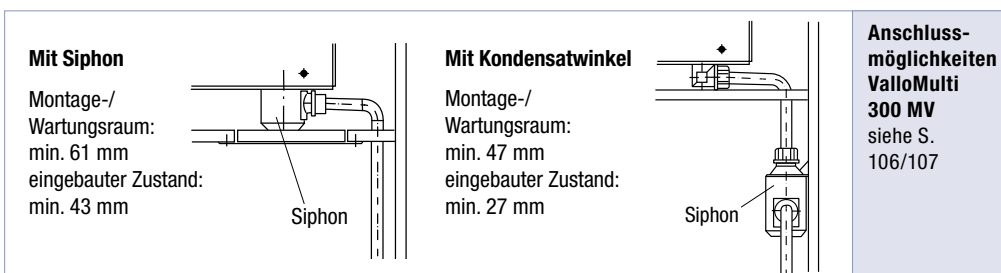 Mit Siphon
Montage-/
Wartungsraum:
min. 61 mm
eingebauter Zustand:
min. 43 mm
Siphon
Mit Kondensatwinkel
Montage-/
Wartungsraum:
min. 47 mm
eingebauter Zustand:
min. 27 mm
Siphon
Anschluss-
möglichkeiten
ValloMulti
300 MV
siehe S.
106/107